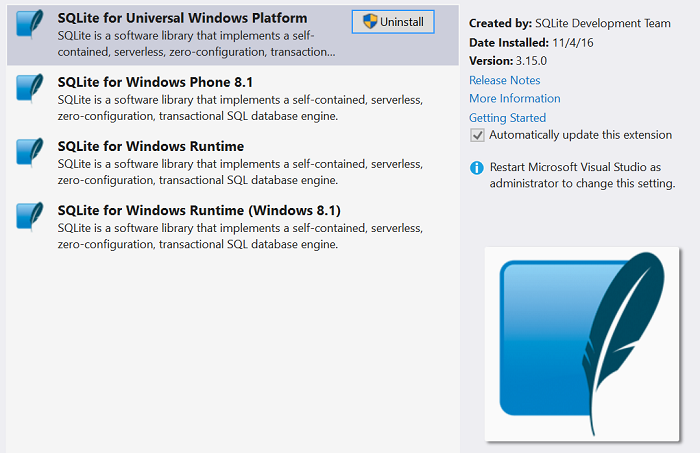 SQLite for Universal Windows Platform
Uninstall
SQLite is a software library that implements a self-
contained, serverless, zero-configuration, transaction...
SQLite for Windows Phone 8.1
SQLite is a software library that implements a self-contained, serverless,
zero-configuration, transactional SQL database engine.
SQLite for Windows Runtime
SQLite is a software library that implements a self-contained, serverless,
zero-configuration, transactional SQL database engine.
SQLite for Windows Runtime (Windows 8.1)
SQLite is a software library that implements a self-contained, serverless,
zero-configuration, transactional SQL database engine.
Created by: SQLite Development Team
Date Installed: 11/4/16
Version: 3.15.0
Release Notes
More Information
Getting Started
Automatically update this extension
Restart Microsoft Visual Studio as
administrator to change this setting.